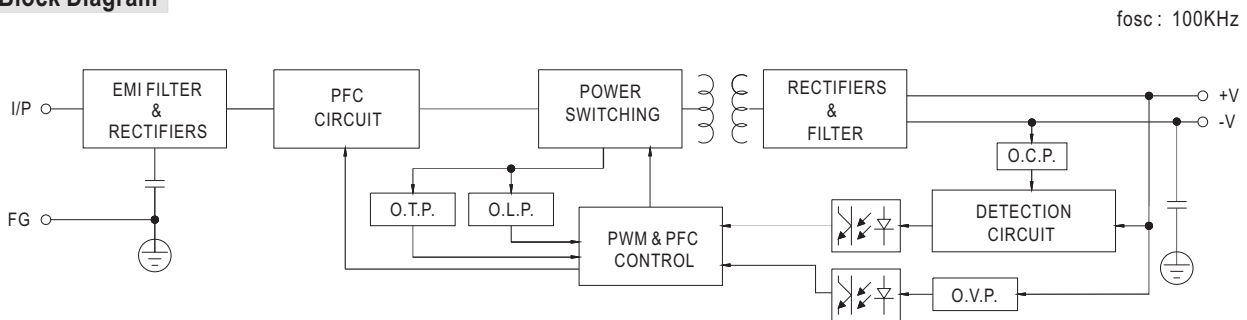 Block Diagram
fosc : 100KHz
I/P
EMI FILTER
&
RECTIFIERS
PFC
CIRCUIT
POWER
SWITCHING
RECTIFIERS
&
FILTER
+V
-V
O.C.P.
FG
O.T.P.
O.L.P.
PWM & PFC
CONTROL
DETECTION
CIRCUIT
O.V.P.